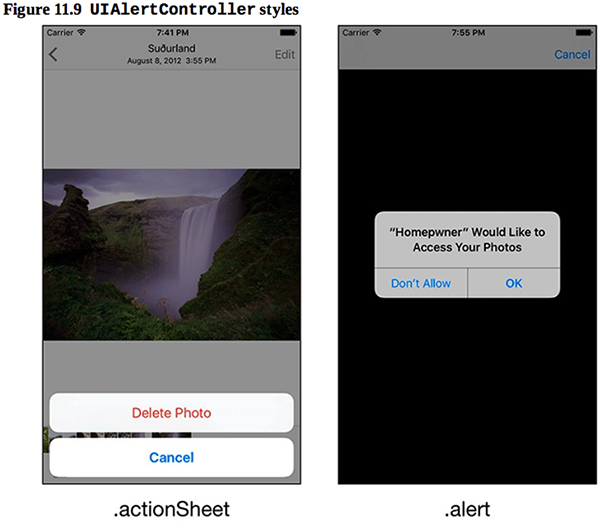 Figure 11.9 UIAlertController styles
Carrier 7:41 PM
Suðurland
August 8, 2012 3:55 PM
Edit
Delete Photo
Cancel
.actionSheet
Carrier 7:55 PM
Cancel
"Homepwner" Would Like to
Access Your Photos
Don't Allow OK
.alert